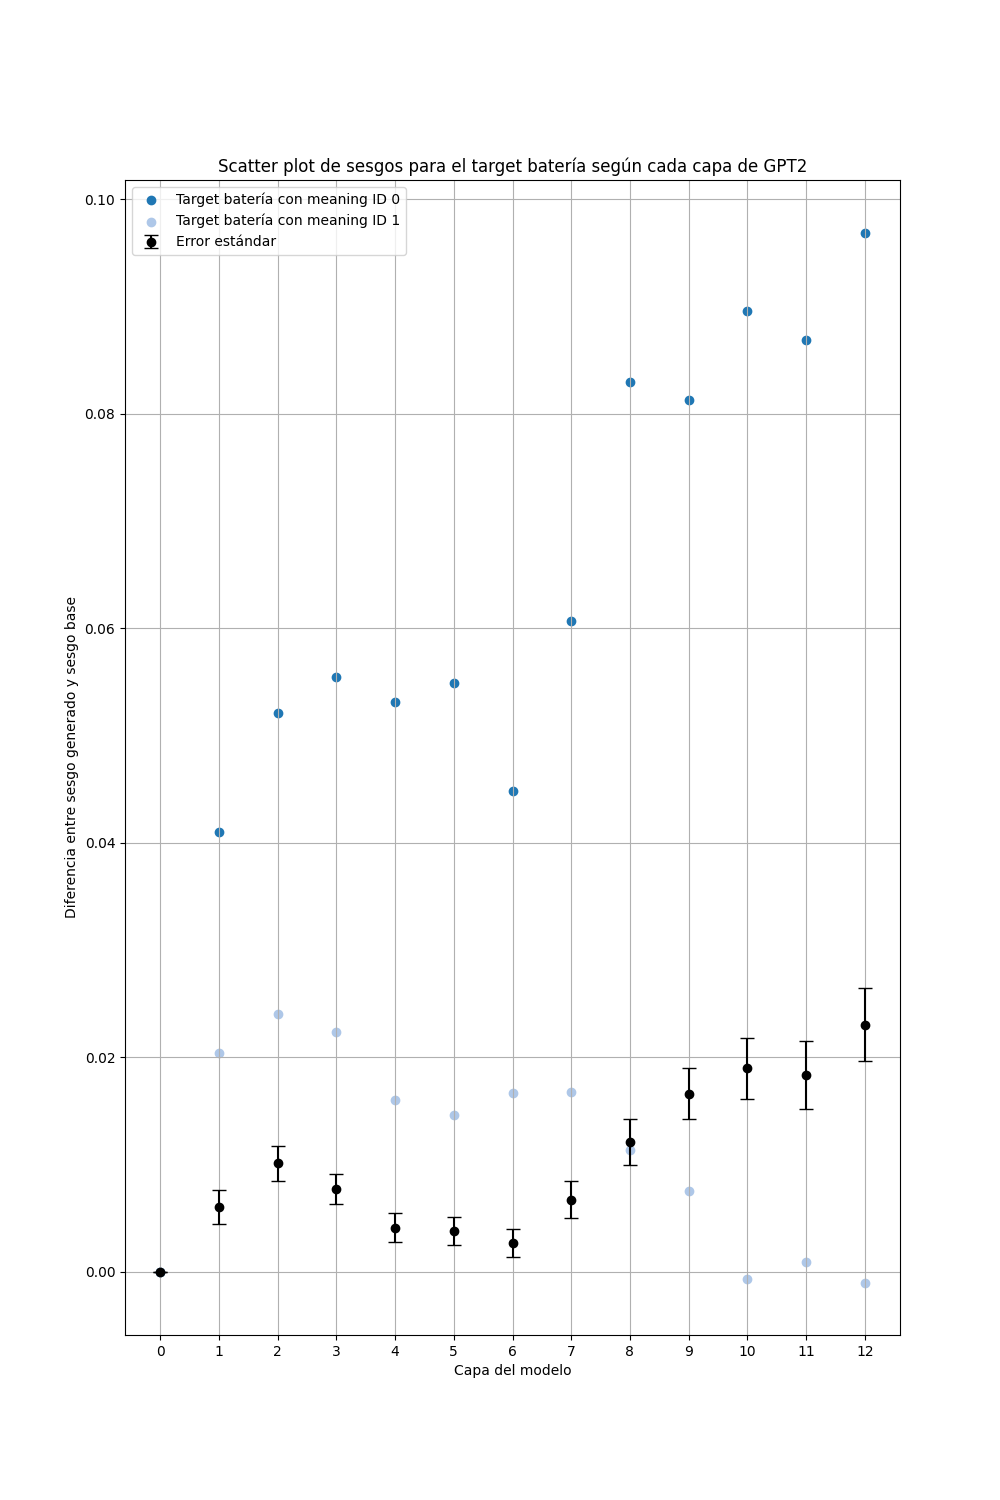 Scatter plot de sesgos para el target batería según cada capa de GPT2
Target batería con meaning ID 0
Target batería con meaning ID 1
Error estándar
Diferencia entre sesgo generado y sesgo base
0.10
0.08
0.06
0.04
0.02
0.00
0 1 2 3 4 5 6 7 8 9 10 11 12
Capa del modelo